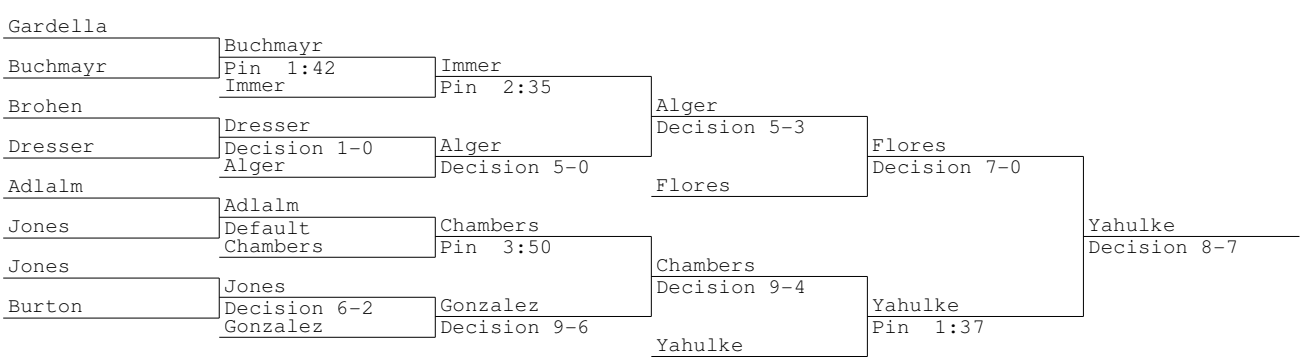 Gardella
Buchmayr
Buchmayr
Pin 1:42
Immer
Immer
Pin 2:35
Brohen
Alger
Decision 5-3
Dresser
Dresser
Decision 1-0
Alger
Alger
Decision 5-0
Flores
Decision 7-0
Adlalm
Flores
Jones
Adlalm
Default
Chambers
Chambers
Pin 3:50
Yahulke
Decision 8-7
Jones
Chambers
Decision 9-4
Burton
Jones
Decision 6-2
Gonzalez
Gonzalez
Decision 9-6
Yahulke
Pin 1:37
Yahulke